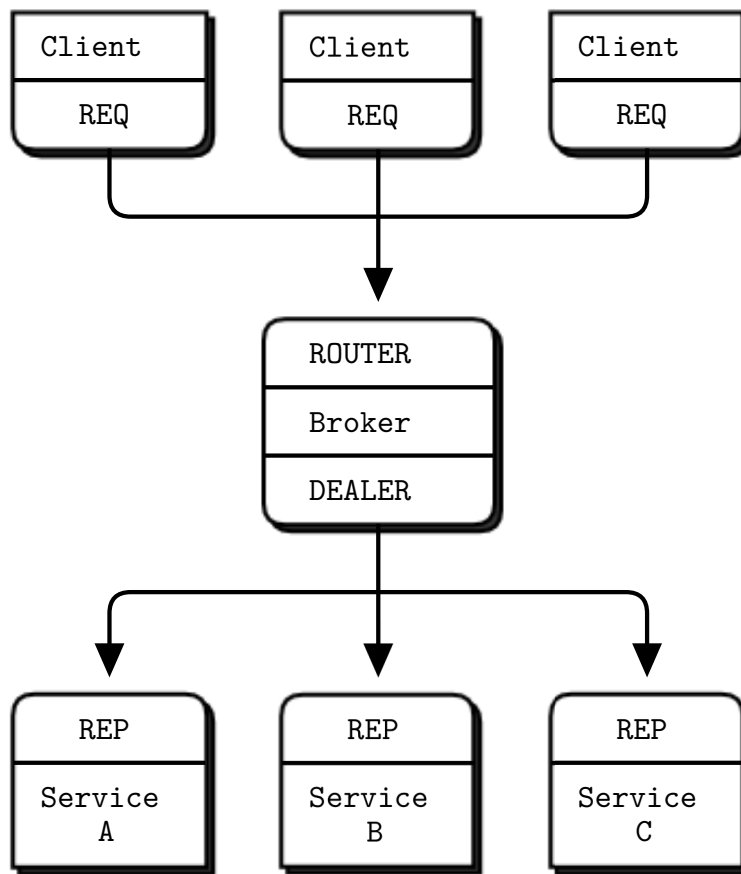 Client Client Client
REQ REQ REQ
ROUTER
Broker
DEALER
REP REP REP
Service Service Service
A B C